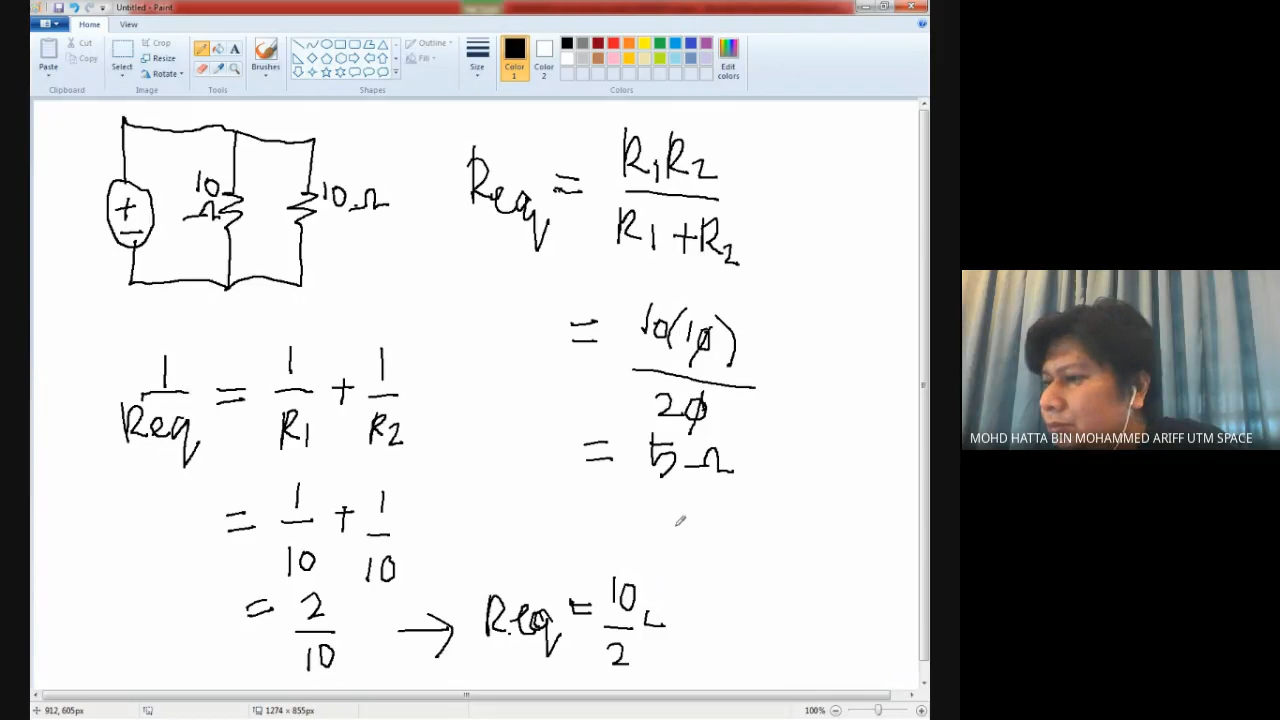 Untitled - Paint
Home View
Paste
Cut
Copy
Clipboard
Select
Crop
Resize
Rotate
Image
A
Tools
Brushes
Outline
Fill
Shapes
Size
Color 1
Color 2
Edit colors
Colors
10 Ω
10 Ω
+
−
Req = R1R2 / R1 + R2
= 10(10) / 20
= 5 Ω
1 / Req = 1 / R1 + 1 / R2
= 1 / 10 + 1 / 10
= 2 / 10 → Req = 10 / 2
MOHD HATTA BIN MOHAMMED ARIFF UTM SPACE
912, 605px
1274 × 855px
100%